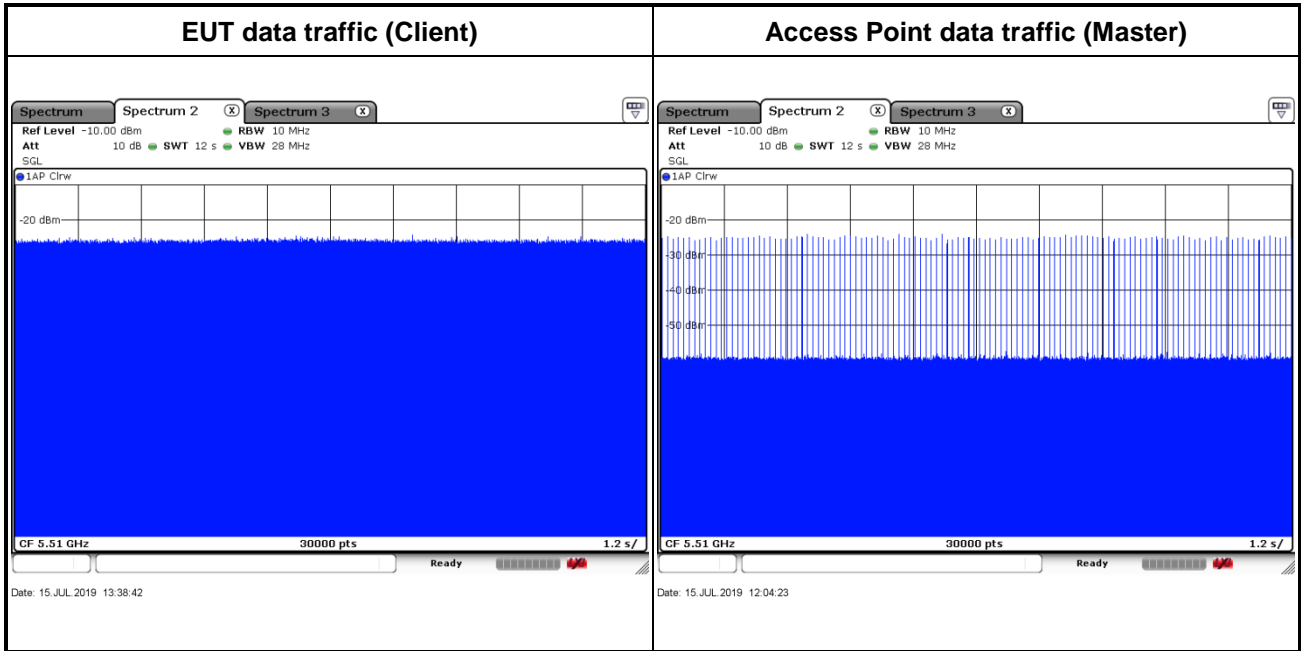 EUT data traffic (Client)
Access Point data traffic (Master)
Spectrum Spectrum 2 X Spectrum 3 X
Ref Level -10.00 dBm RBW 10 MHz
Att 10 dB SWT 12 s VBW 28 MHz
SGL
1AP Clrw
-20 dBm
CF 5.51 GHz 30000 pts 1.2 s/
Ready
Date: 15.JUL.2019 13:38:42
Spectrum Spectrum 2 X Spectrum 3 X
Ref Level -10.00 dBm RBW 10 MHz
Att 10 dB SWT 12 s VBW 28 MHz
SGL
1AP Clrw
-20 dBm
-30 dBm
-40 dBm
-50 dBm
CF 5.51 GHz 30000 pts 1.2 s/
Ready
Date: 15.JUL.2019 12:04:23